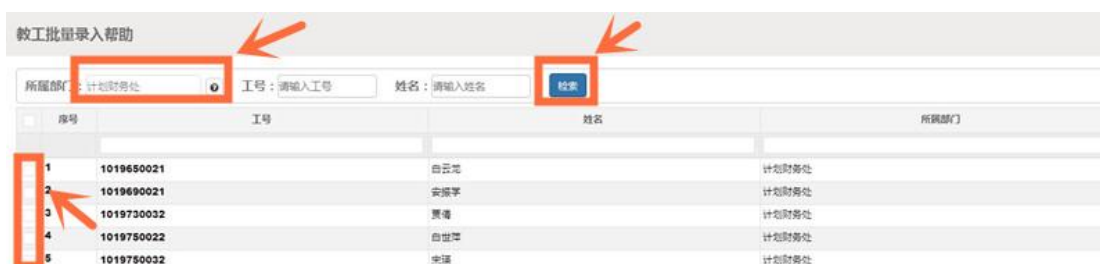 教工批量录入帮助
所属部门：计划财务处 工号：请输入工号 姓名：请输入姓名 检索
序号 工号 姓名 所属部门
1 1019650021 白云龙 计划财务处
2 1019690021 安振学 计划财务处
3 1019730032 贾倩 计划财务处
4 1019750022 白世萍 计划财务处
5 1019750032 计划财务处